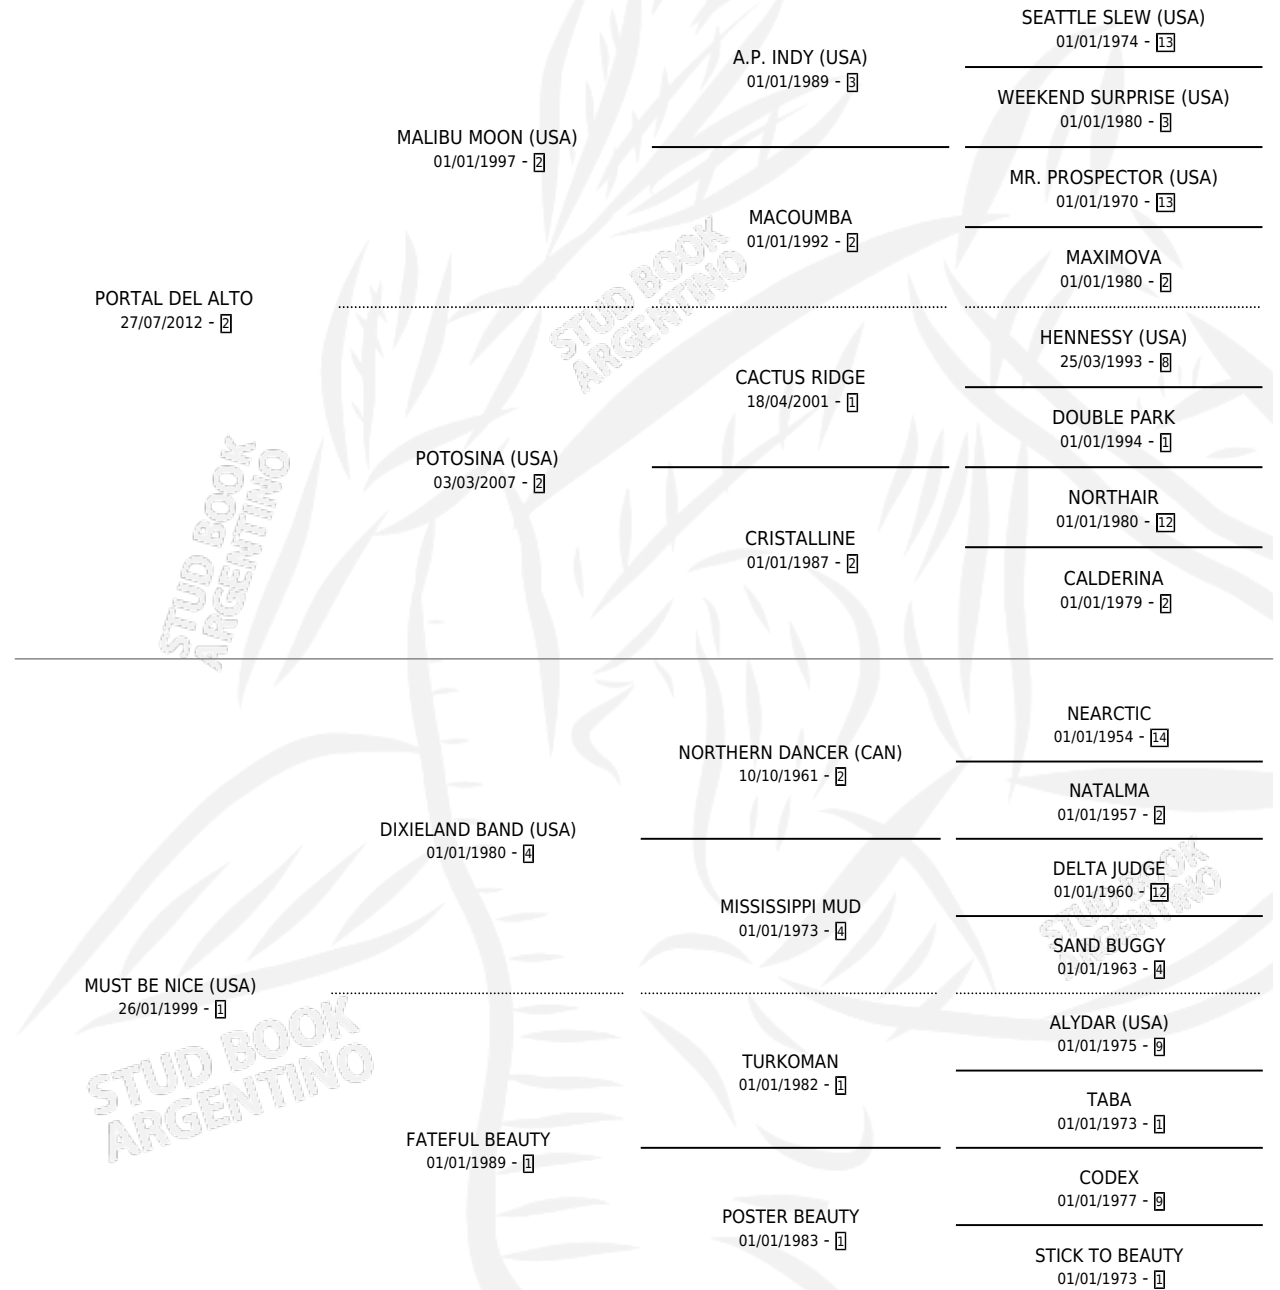 SEATTLE SLEW (USA)
01/01/1974 - 13
A.P. INDY (USA)
01/01/1989 - 3
WEEKEND SURPRISE (USA)
01/01/1980 - 3
MALIBU MOON (USA)
01/01/1997 - 2
MR. PROSPECTOR (USA)
01/01/1970 - 13
MACOUMBA
01/01/1992 - 2
MAXIMOVA
01/01/1980 - 2
PORTAL DEL ALTO
27/07/2012 - 2
HENNESSY (USA)
25/03/1993 - 8
CACTUS RIDGE
18/04/2001 - 1
DOUBLE PARK
01/01/1994 - 1
POTOSINA (USA)
03/03/2007 - 2
NORTHAIR
01/01/1980 - 12
CRISTALLINE
01/01/1987 - 2
CALDERINA
01/01/1979 - 2
STUD BOOK
ARGENTINO
STUD BOOK
ARGENTINO
NEARCTIC
01/01/1954 - 14
NORTHERN DANCER (CAN)
10/10/1961 - 2
NATALMA
01/01/1957 - 2
DIXIELAND BAND (USA)
01/01/1980 - 4
DELTA JUDGE
01/01/1960 - 12
MISSISSIPPI MUD
01/01/1973 - 4
SAND BUGGY
01/01/1963 - 4
STUD BOOK
ARGENTINO
MUST BE NICE (USA)
26/01/1999 - 1
ALYDAR (USA)
01/01/1975 - 9
TURKOMAN
01/01/1982 - 1
TABA
01/01/1973 - 1
STUD BOOK
ARGENTINO
FATEFUL BEAUTY
01/01/1989 - 1
CODEX
01/01/1977 - 9
POSTER BEAUTY
01/01/1983 - 1
STICK TO BEAUTY
01/01/1973 - 1